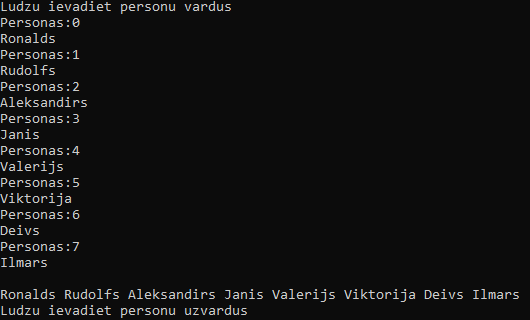 Ludzu ievadiet personu vardus
Personas:0
Ronalds
Personas:1
Rudolfs
Personas:2
Aleksandirs
Personas:3
Janis
Personas:4
Valerijs
Personas:5
Viktorija
Personas:6
Deivs
Personas:7
Ilmars

Ronalds Rudolfs Aleksandirs Janis Valerijs Viktorija Deivs Ilmars
Ludzu ievadiet personu uzvardus